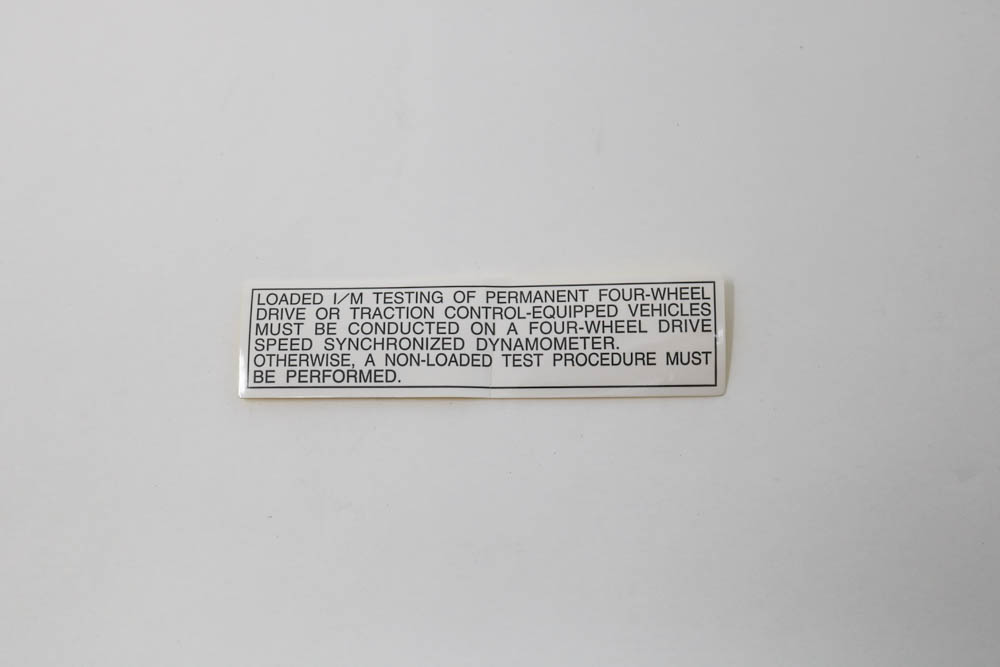 LOADED I/M TESTING OF PERMANENT FOUR-WHEEL
DRIVE OR TRACTION CONTROL-EQUIPPED VEHICLES
MUST BE CONDUCTED ON A FOUR-WHEEL DRIVE
SPEED SYNCHRONIZED DYNAMOMETER.
OTHERWISE, A NON-LOADED TEST PROCEDURE MUST
BE PERFORMED.